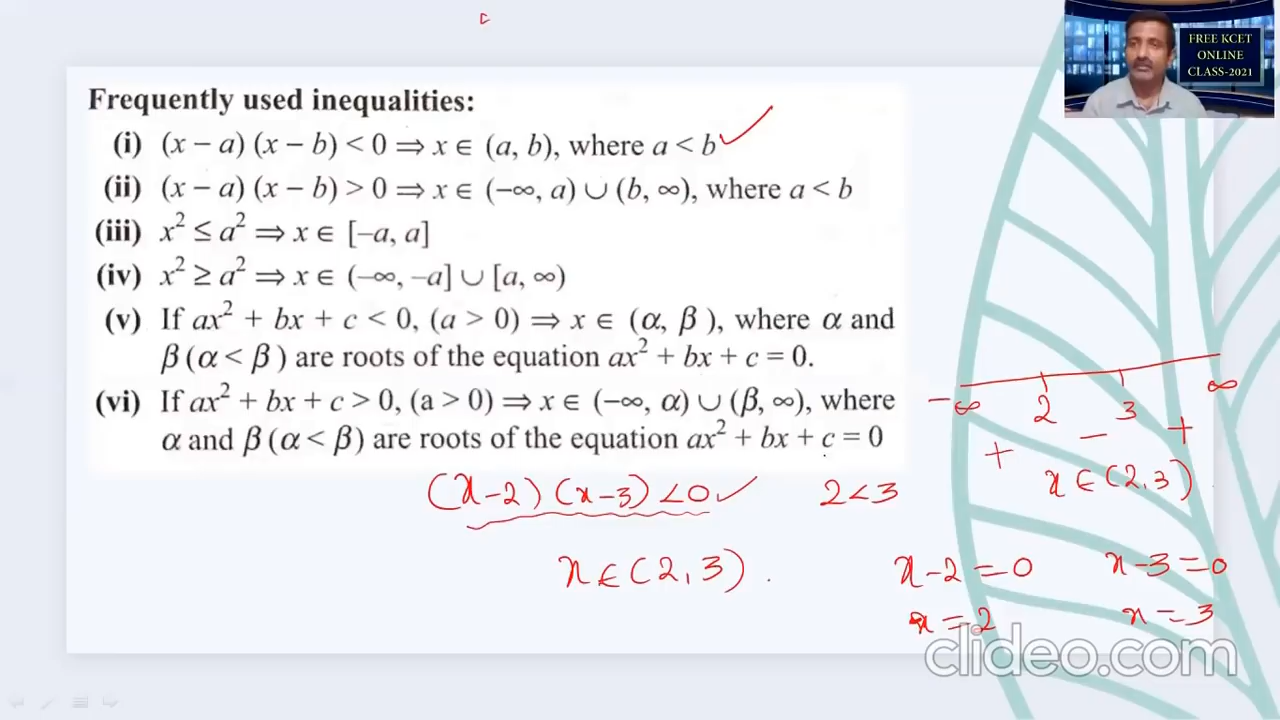 FREE KCET
ONLINE
CLASS-2021
Frequently used inequalities:
(i) (x – a) (x – b) < 0 ⇒ x ∈ (a, b), where a < b ✓
(ii) (x – a) (x – b) > 0 ⇒ x ∈ (–∞, a) ∪ (b, ∞), where a < b
(iii) x² ≤ a² ⇒ x ∈ [–a, a]
(iv) x² ≥ a² ⇒ x ∈ (–∞, –a] ∪ [a, ∞)
(v) If ax² + bx + c < 0, (a > 0) ⇒ x ∈ (α, β ), where α and
β (α < β ) are roots of the equation ax² + bx + c = 0.
(vi) If ax² + bx + c > 0, (a > 0) ⇒ x ∈ (–∞, α) ∪ (β, ∞), where
α and β (α < β ) are roots of the equation ax² + bx + c = 0
–∞ 2 3 ∞
+ – +
x ∈ (2,3)
(x–2) (x–3) <0 ✓ 2<3
x ∈ (2,3) .
x–2=0 x–3=0
x=2 x=3
clideo.com